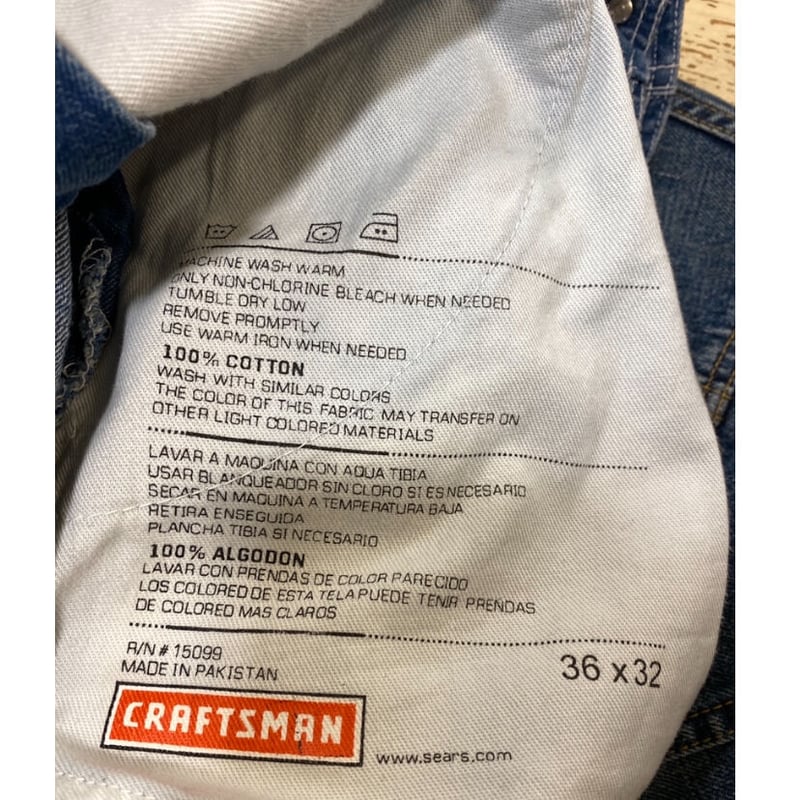 MACHINE WASH WARM
ONLY NON-CHLORINE BLEACH WHEN NEEDED
TUMBLE DRY LOW
REMOVE PROMPTLY
USE WARM IRON WHEN NEEDED
100% COTTON
WASH WITH SIMILAR COLORS
THE COLOR OF THIS FABRIC MAY TRANSFER ON
OTHER LIGHT COLORED MATERIALS
LAVAR A MAQUINA CON AQUA TIBIA
USAR BLANQUEADOR SIN CLORO SI ES NECESARIO
SECAR EN MAQUINA A TEMPERATURA BAJA
RETIRA ENSEGUIDA
PLANCHA TIBIA SI NECESARIO
100% ALGODON
LAVAR CON PRENDAS DE COLOR PARECIDO
LOS COLORED DE ESTA TELA PUEDE TENIR PRENDAS
DE COLORED MAS CLAROS
R/N # 15099
MADE IN PAKISTAN
36 x 32
CRAFTSMAN
www.sears.com